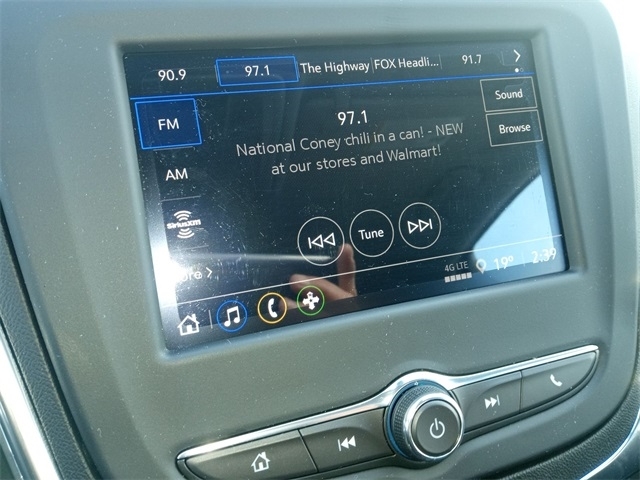 90.9 97.1 The Highway FOX Headli... 91.7
FM
97.1
Sound
National Coney chili in a can! - NEW
at our stores and Walmart!
Browse
AM
SiriusXM
Tune
4G LTE 19° 2:39